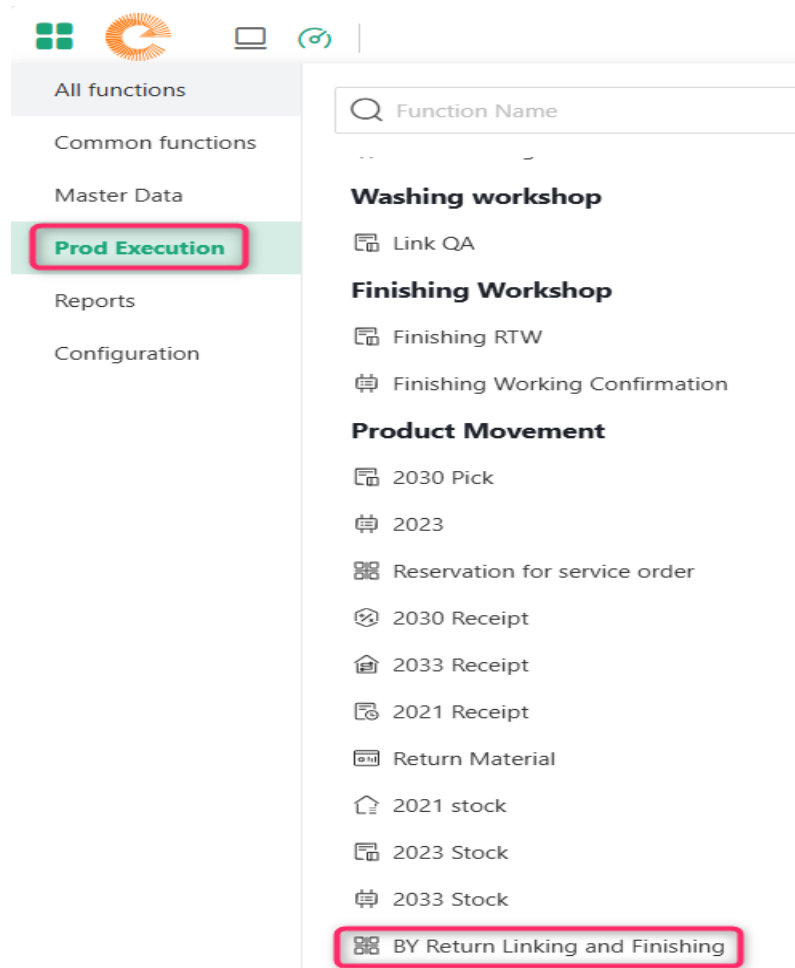 All functions
Common functions
Master Data
Prod Execution
Reports
Configuration
Function Name
Washing workshop
Link QA
Finishing Workshop
Finishing RTW
Finishing Working Confirmation
Product Movement
2030 Pick
2023
Reservation for service order
2030 Receipt
2033 Receipt
2021 Receipt
Return Material
2021 stock
2023 Stock
2033 Stock
BY Return Linking and Finishing